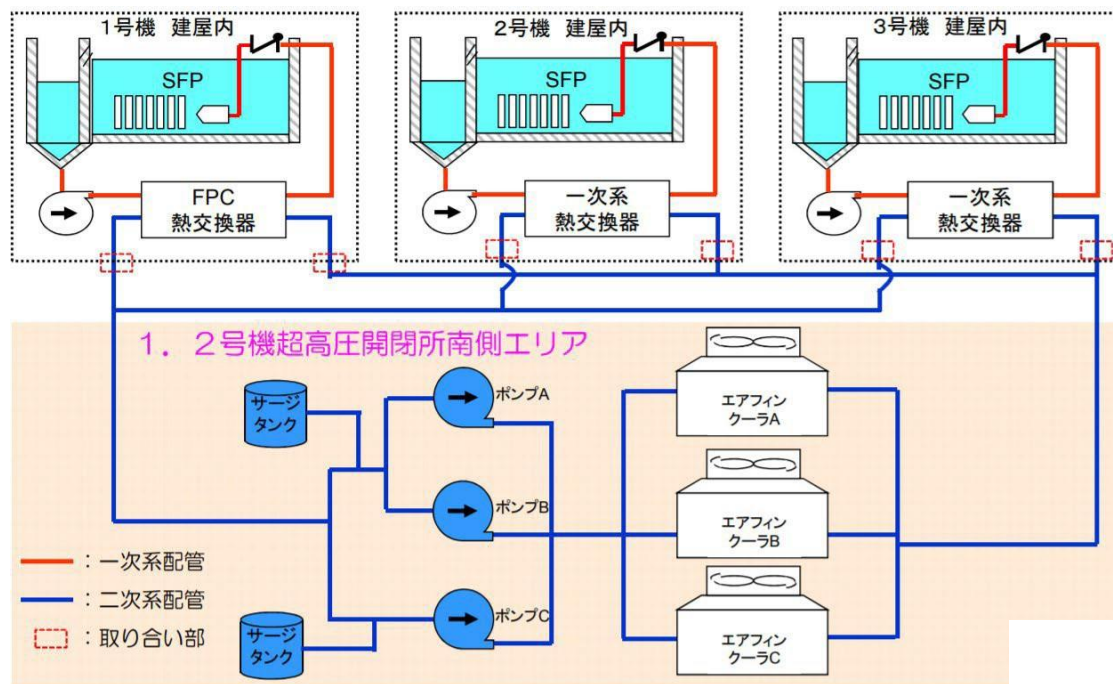 1号機 建屋内
SFP
FPC
熱交換器
2号機 建屋内
SFP
一次系
熱交換器
3号機 建屋内
SFP
一次系
熱交換器
1．2号機超高圧開閉所南側エリア
サージ
タンク
ポンプA
ポンプB
ポンプC
サージ
タンク
エアフィン
クーラA
エアフィン
クーラB
エアフィン
クーラC
：一次系配管
：二次系配管
：取り合い部